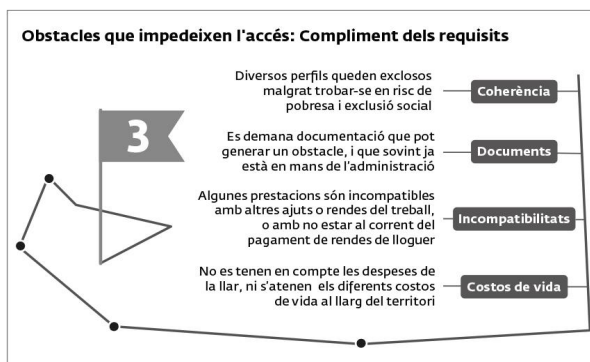 Obstacles que impedeixen l'accés: Compliment dels requisits
3
Diversos perfils queden exclosos
malgrat trobar-se en risc de
pobresa i exclusió social
Coherència
Es demana documentació que pot
generar un obstacle, i que sovint ja
està en mans de l'administració
Documents
Algunes prestacions són incompatibles
amb altres ajuts o rendes del treball,
o amb no estar al corrent del
pagament de rendes de lloguer
Incompatibilitats
No es tenen en compte les despeses de
la llar, ni s'atenen els diferents costos
de vida al llarg del territori
Costos de vida